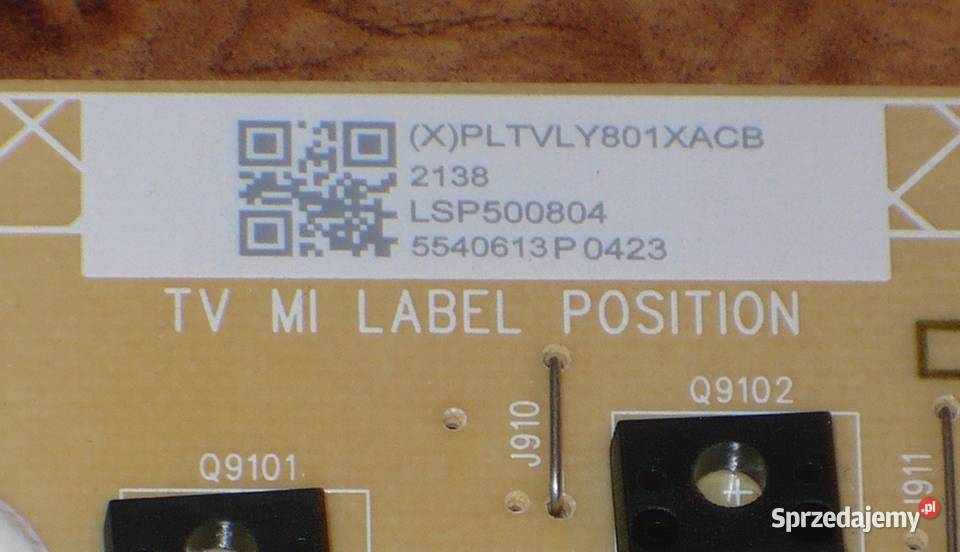 (X)PLTVLY801XACB
2138
LSP500804
5540613P0423
TV MI LABEL POSITION
Q9102
J910
Q9101
J911
Sprzedajemy.pl